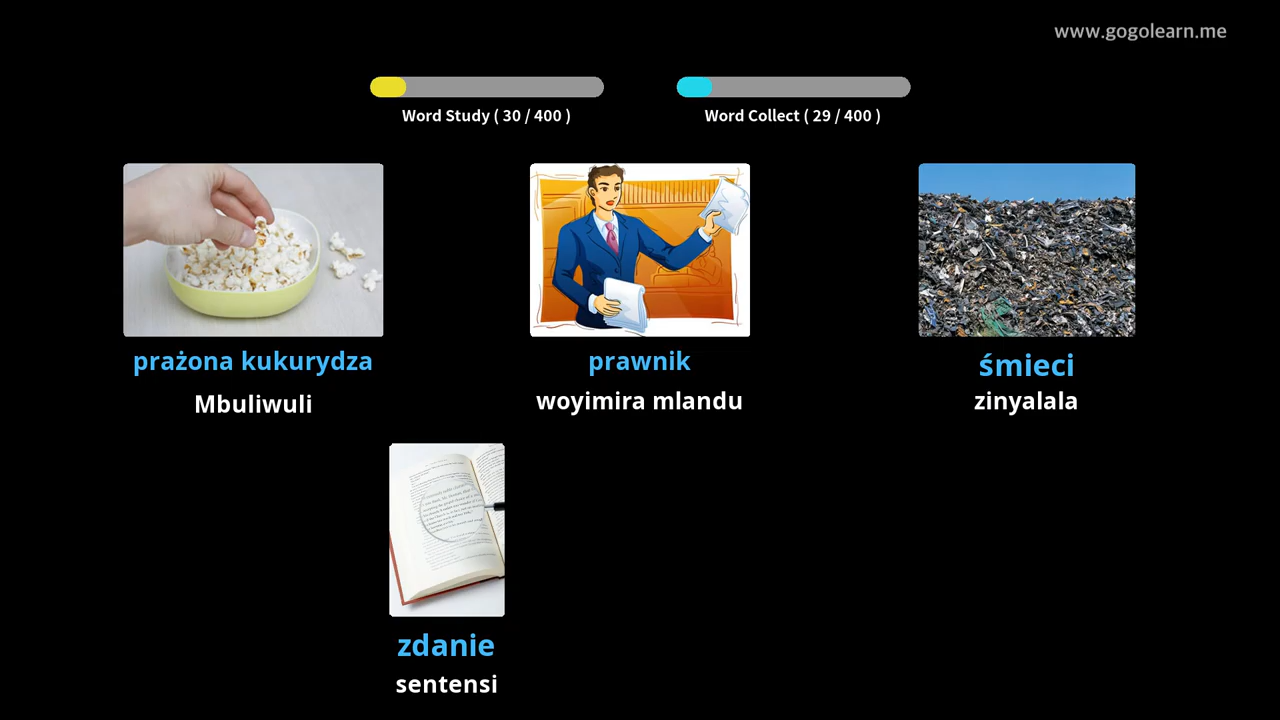 www.gogolearn.me
Word Study ( 30 / 400 )
Word Collect ( 29 / 400 )
prażona kukurydza
prawnik
śmieci
Mbuliwuli
woyimira mlandu
zinyalala
zdanie
sentensi